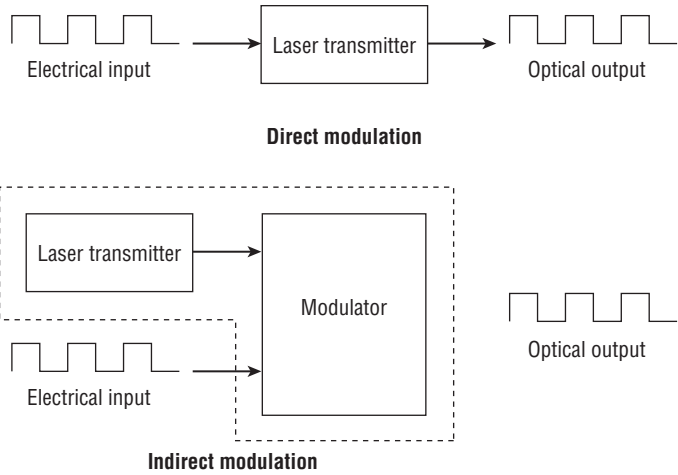 Electrical input
Laser transmitter
Optical output
Direct modulation
Laser transmitter
Modulator
Optical output
Electrical input
Indirect modulation